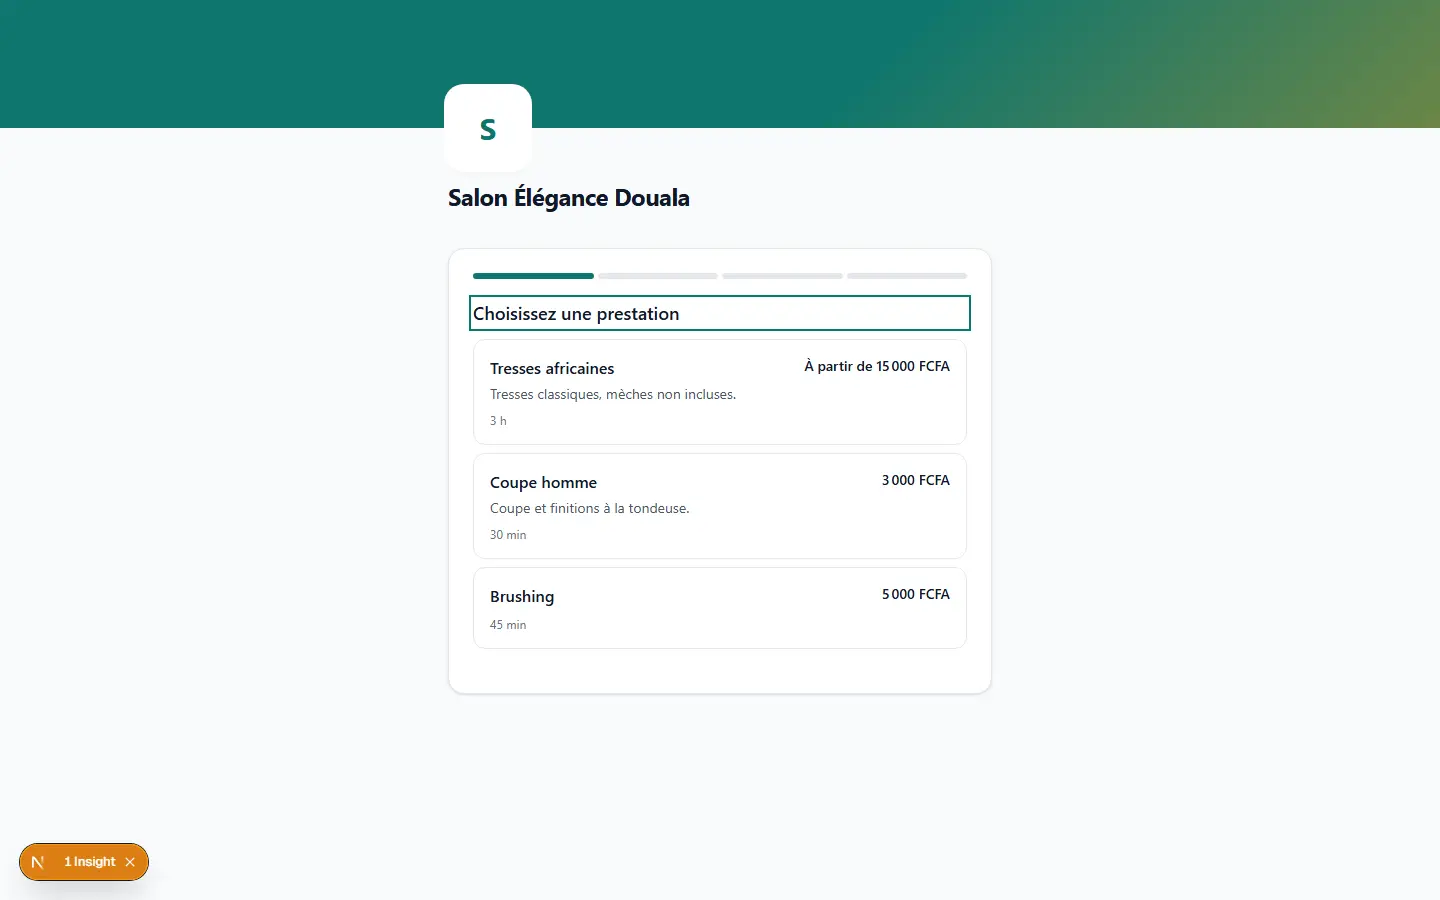 S
Salon Élégance Douala
Choisissez une prestation
Tresses africaines
À partir de 15 000 FCFA
Tresses classiques, mèches non incluses.
3 h
Coupe homme
3 000 FCFA
Coupe et finitions à la tondeuse.
30 min
Brushing
5 000 FCFA
45 min
N 1 Insight